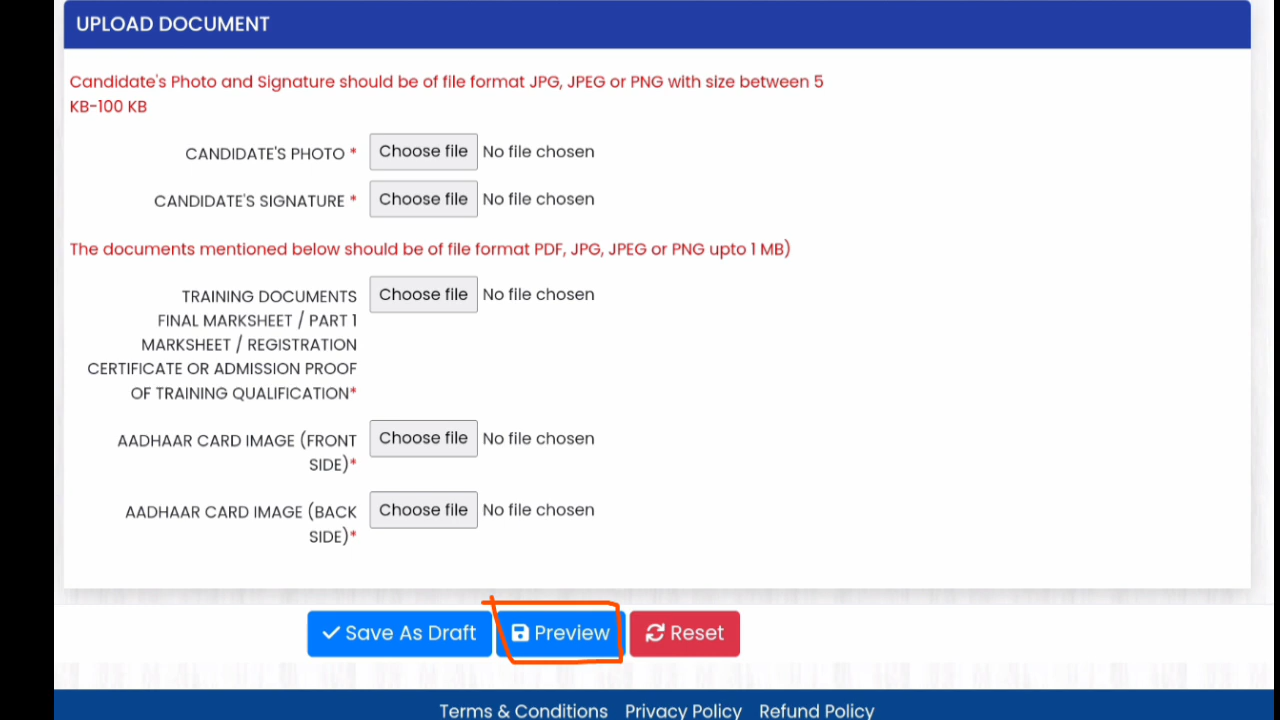 UPLOAD DOCUMENT
Candidate's Photo and Signature should be of file format JPG, JPEG or PNG with size between 5
KB-100 KB
CANDIDATE'S PHOTO * Choose file No file chosen
CANDIDATE'S SIGNATURE * Choose file No file chosen
The documents mentioned below should be of file format PDF, JPG, JPEG or PNG upto 1 MB)
TRAINING DOCUMENTS Choose file No file chosen
FINAL MARKSHEET / PART 1
MARKSHEET / REGISTRATION
CERTIFICATE OR ADMISSION PROOF
OF TRAINING QUALIFICATION*
AADHAAR CARD IMAGE (FRONT Choose file No file chosen
SIDE)*
AADHAAR CARD IMAGE (BACK Choose file No file chosen
SIDE)*
Save As Draft Preview Reset
Terms & Conditions Privacy Policy Refund Policy